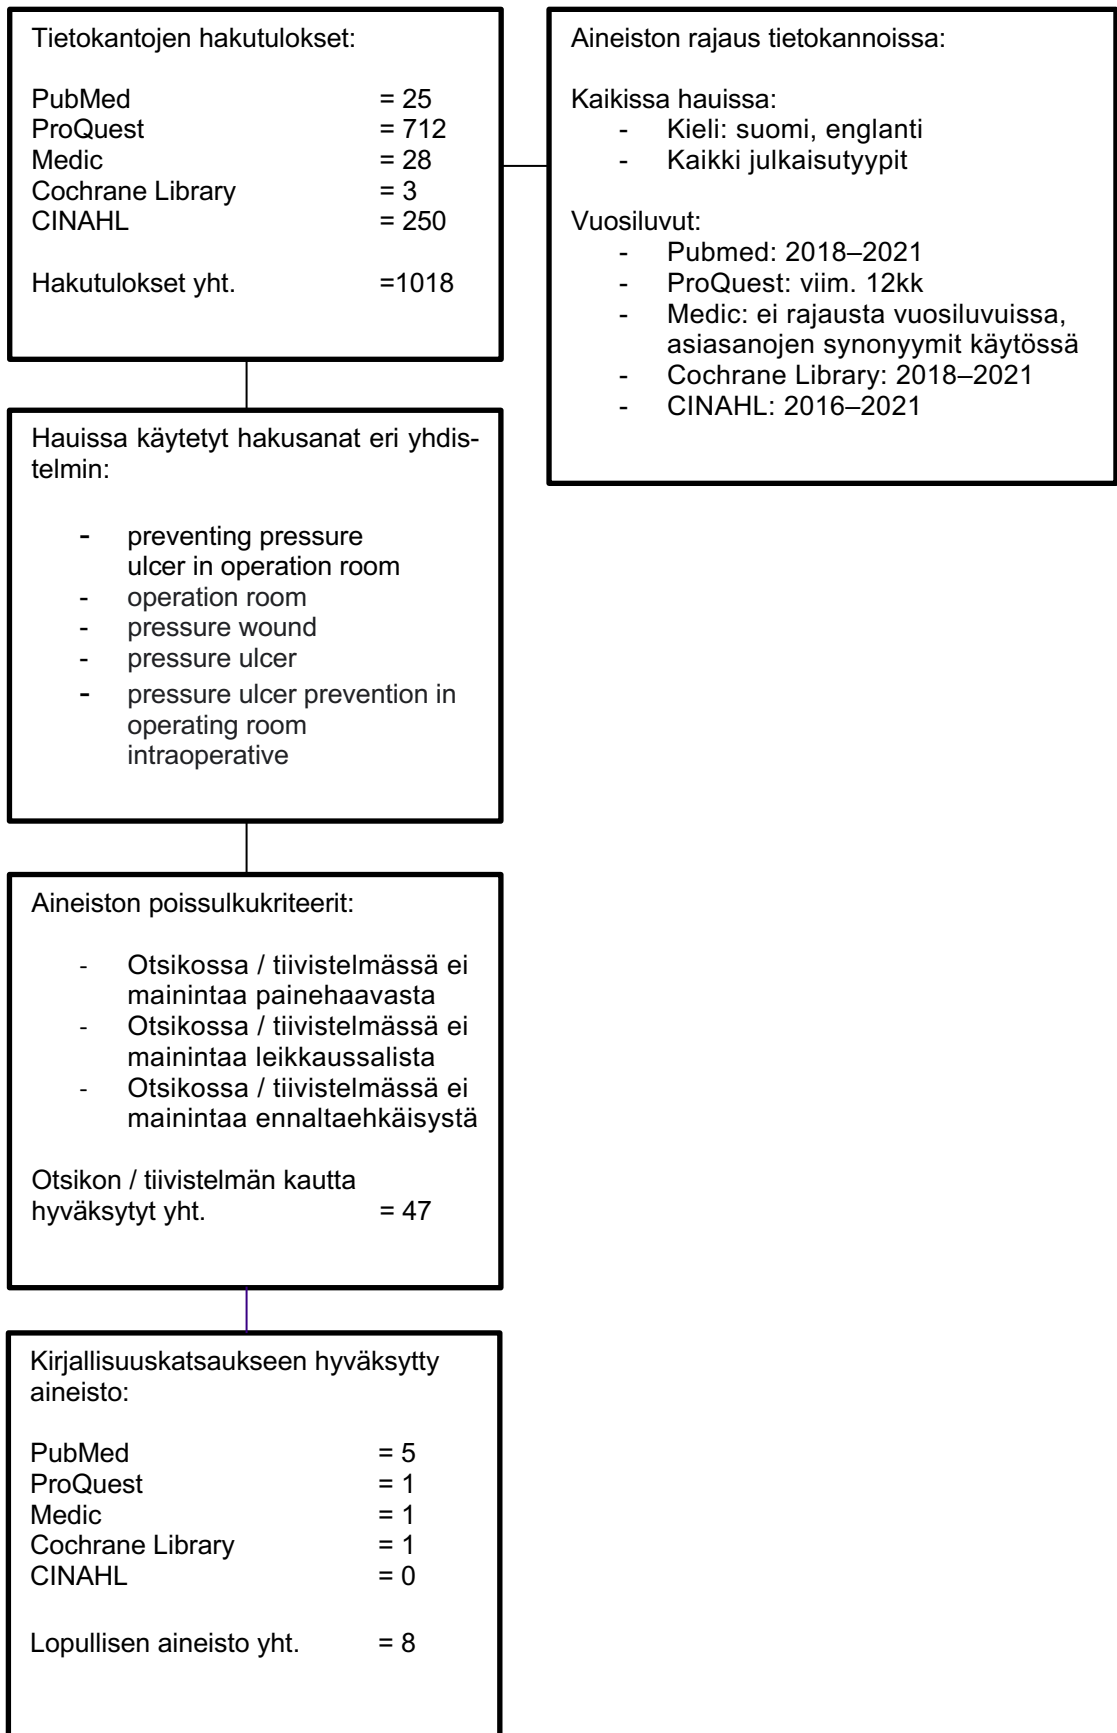 Tietokantojen hakutulokset:
PubMed = 25
ProQuest = 712
Medic = 28
Cochrane Library = 3
CINAHL = 250
Hakutulokset yht. =1018
Aineiston rajaus tietokannoissa:
Kaikissa hauissa:
- Kieli: suomi, englanti
- Kaikki julkaisutyypit
Vuosiluvut:
- Pubmed: 2018–2021
- ProQuest: viim. 12kk
- Medic: ei rajausta vuosiluvuissa,
asiasanojen synonyymit käytössä
- Cochrane Library: 2018–2021
- CINAHL: 2016–2021
Hauissa käytetyt hakusanat eri yhdis-
telmin:
- preventing pressure
ulcer in operation room
- operation room
- pressure wound
- pressure ulcer
- pressure ulcer prevention in
operating room
intraoperative
Aineiston poissulkukriteerit:
- Otsikossa / tiivistelmässä ei
mainintaa painehaavasta
- Otsikossa / tiivistelmässä ei
mainintaa leikkaussalista
- Otsikossa / tiivistelmässä ei
mainintaa ennaltaehkäisystä
Otsikon / tiivistelmän kautta
hyväksytyt yht. = 47
Kirjallisuuskatsaukseen hyväksytty
aineisto:
PubMed = 5
ProQuest = 1
Medic = 1
Cochrane Library = 1
CINAHL = 0
Lopullisen aineisto yht. = 8